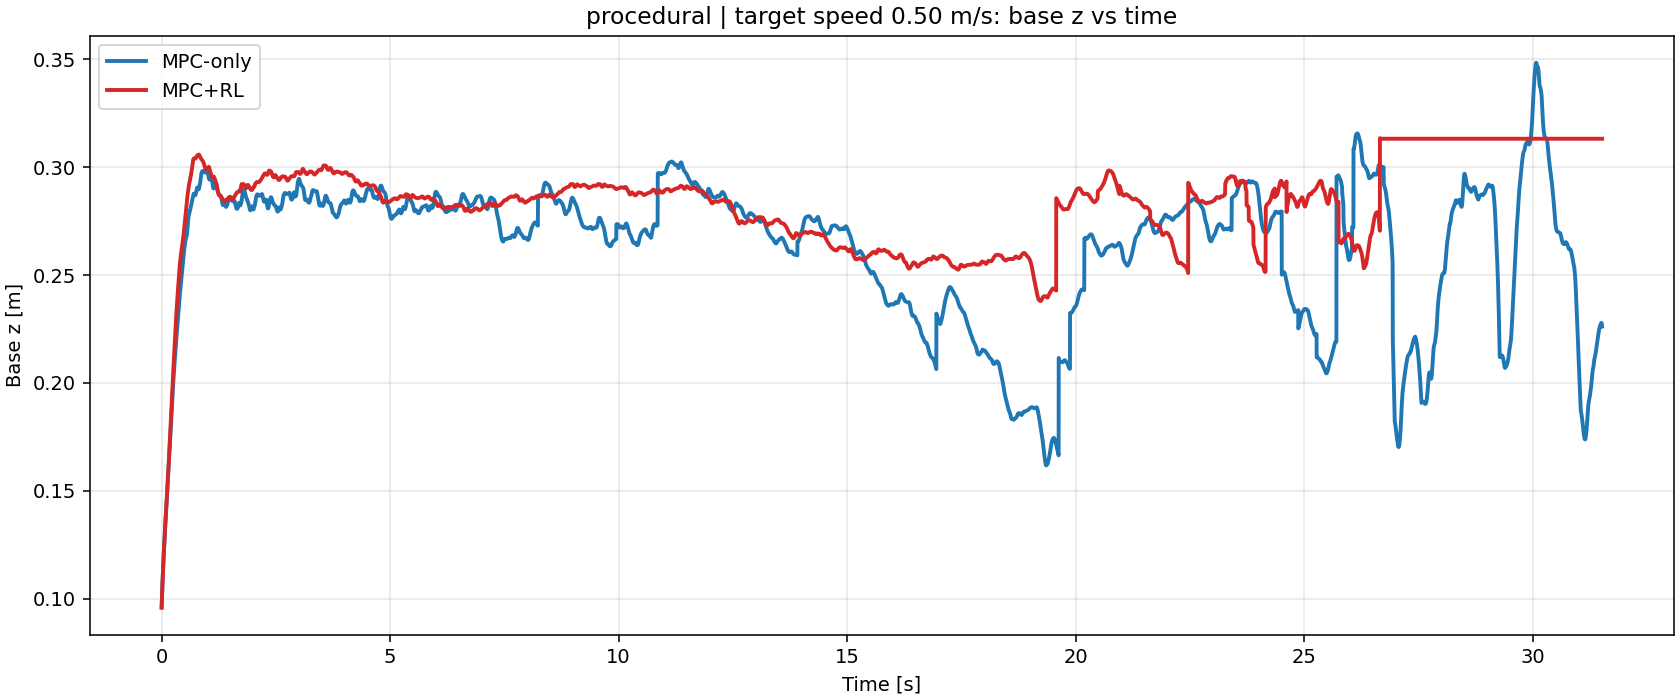 procedural | target speed 0.50 m/s: base z vs time
MPC-only
MPC+RL
Base z [m]
0.35
0.30
0.25
0.20
0.15
0.10
0 5 10 15 20 25 30
Time [s]